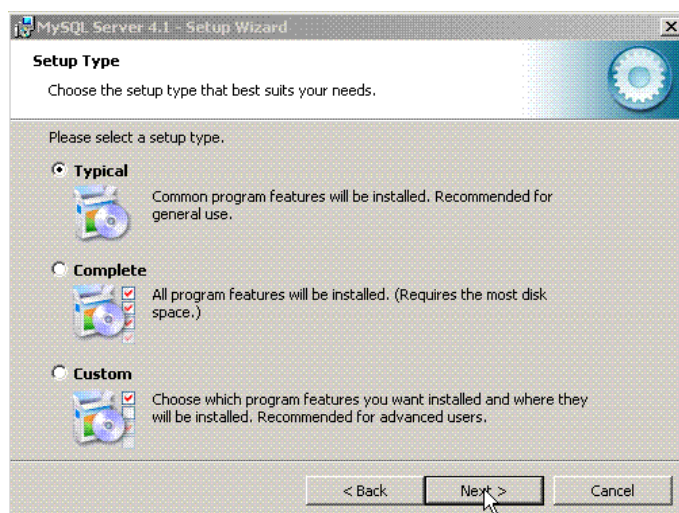 MySQL Server 4.1 - Setup Wizard
Setup Type
Choose the setup type that best suits your needs.
Please select a setup type.
Typical
Common program features will be installed. Recommended for
general use.
Complete
All program features will be installed. (Requires the most disk
space.)
Custom
Choose which program features you want installed and where they
will be installed. Recommended for advanced users.
< Back
Next >
Cancel